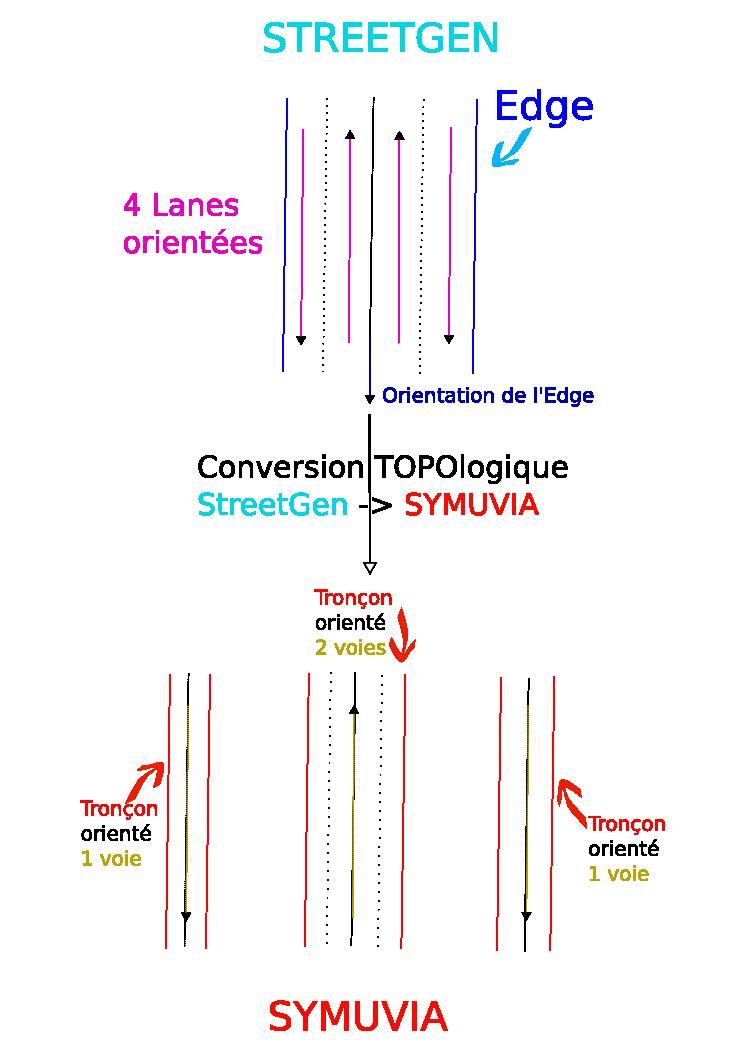 STREETGEN
Edge
4 Lanes
orientées
Orientation de l'Edge
Conversion TOPOlogique
StreetGen -> SYMUVIA
Tronçon
orienté
2 voies
Tronçon
orienté
1 voie
Tronçon
orienté
1 voie
SYMUVIA